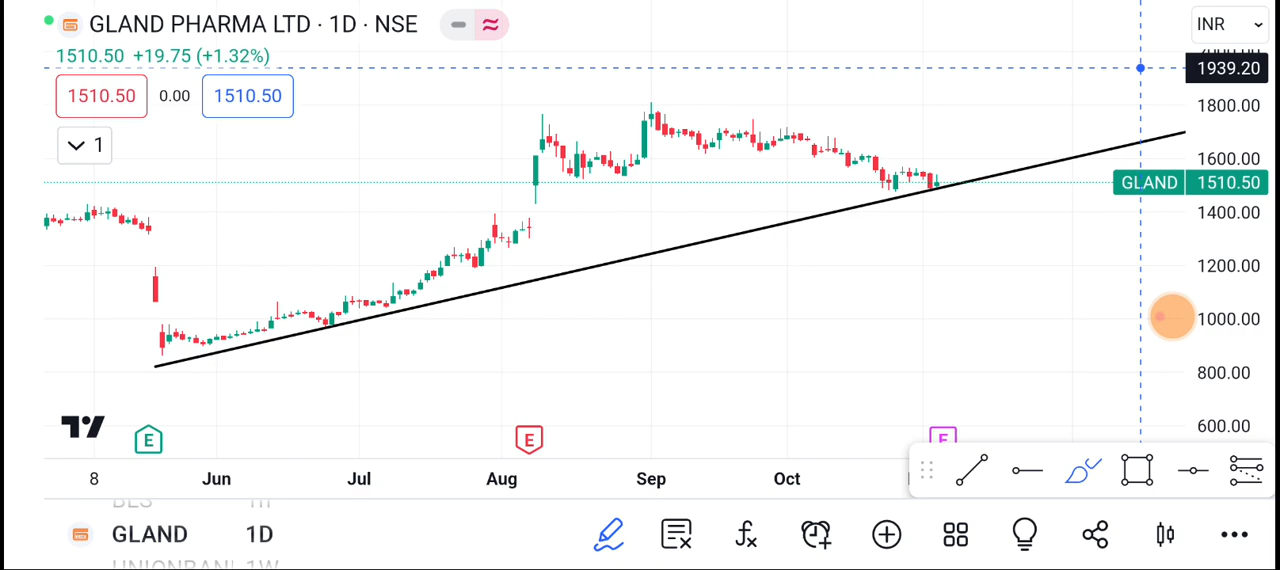 GLAND PHARMA LTD · 1D · NSE
INR
1510.50 +19.75 (+1.32%)
1939.20
1510.50 0.00 1510.50
1800.00
1
1600.00
GLAND 1510.50
1400.00
1200.00
1000.00
800.00
600.00
E E E
8 Jun Jul Aug Sep Oct
GLAND 1D
UNIONBANK 1W